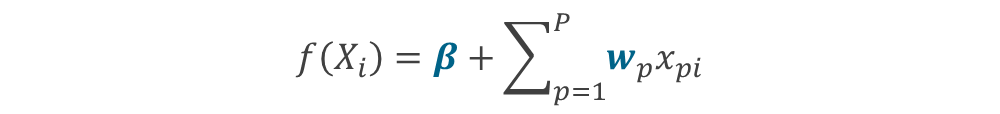 f(X_i) = β + ∑_{p=1}^{P} w_p x_{pi}